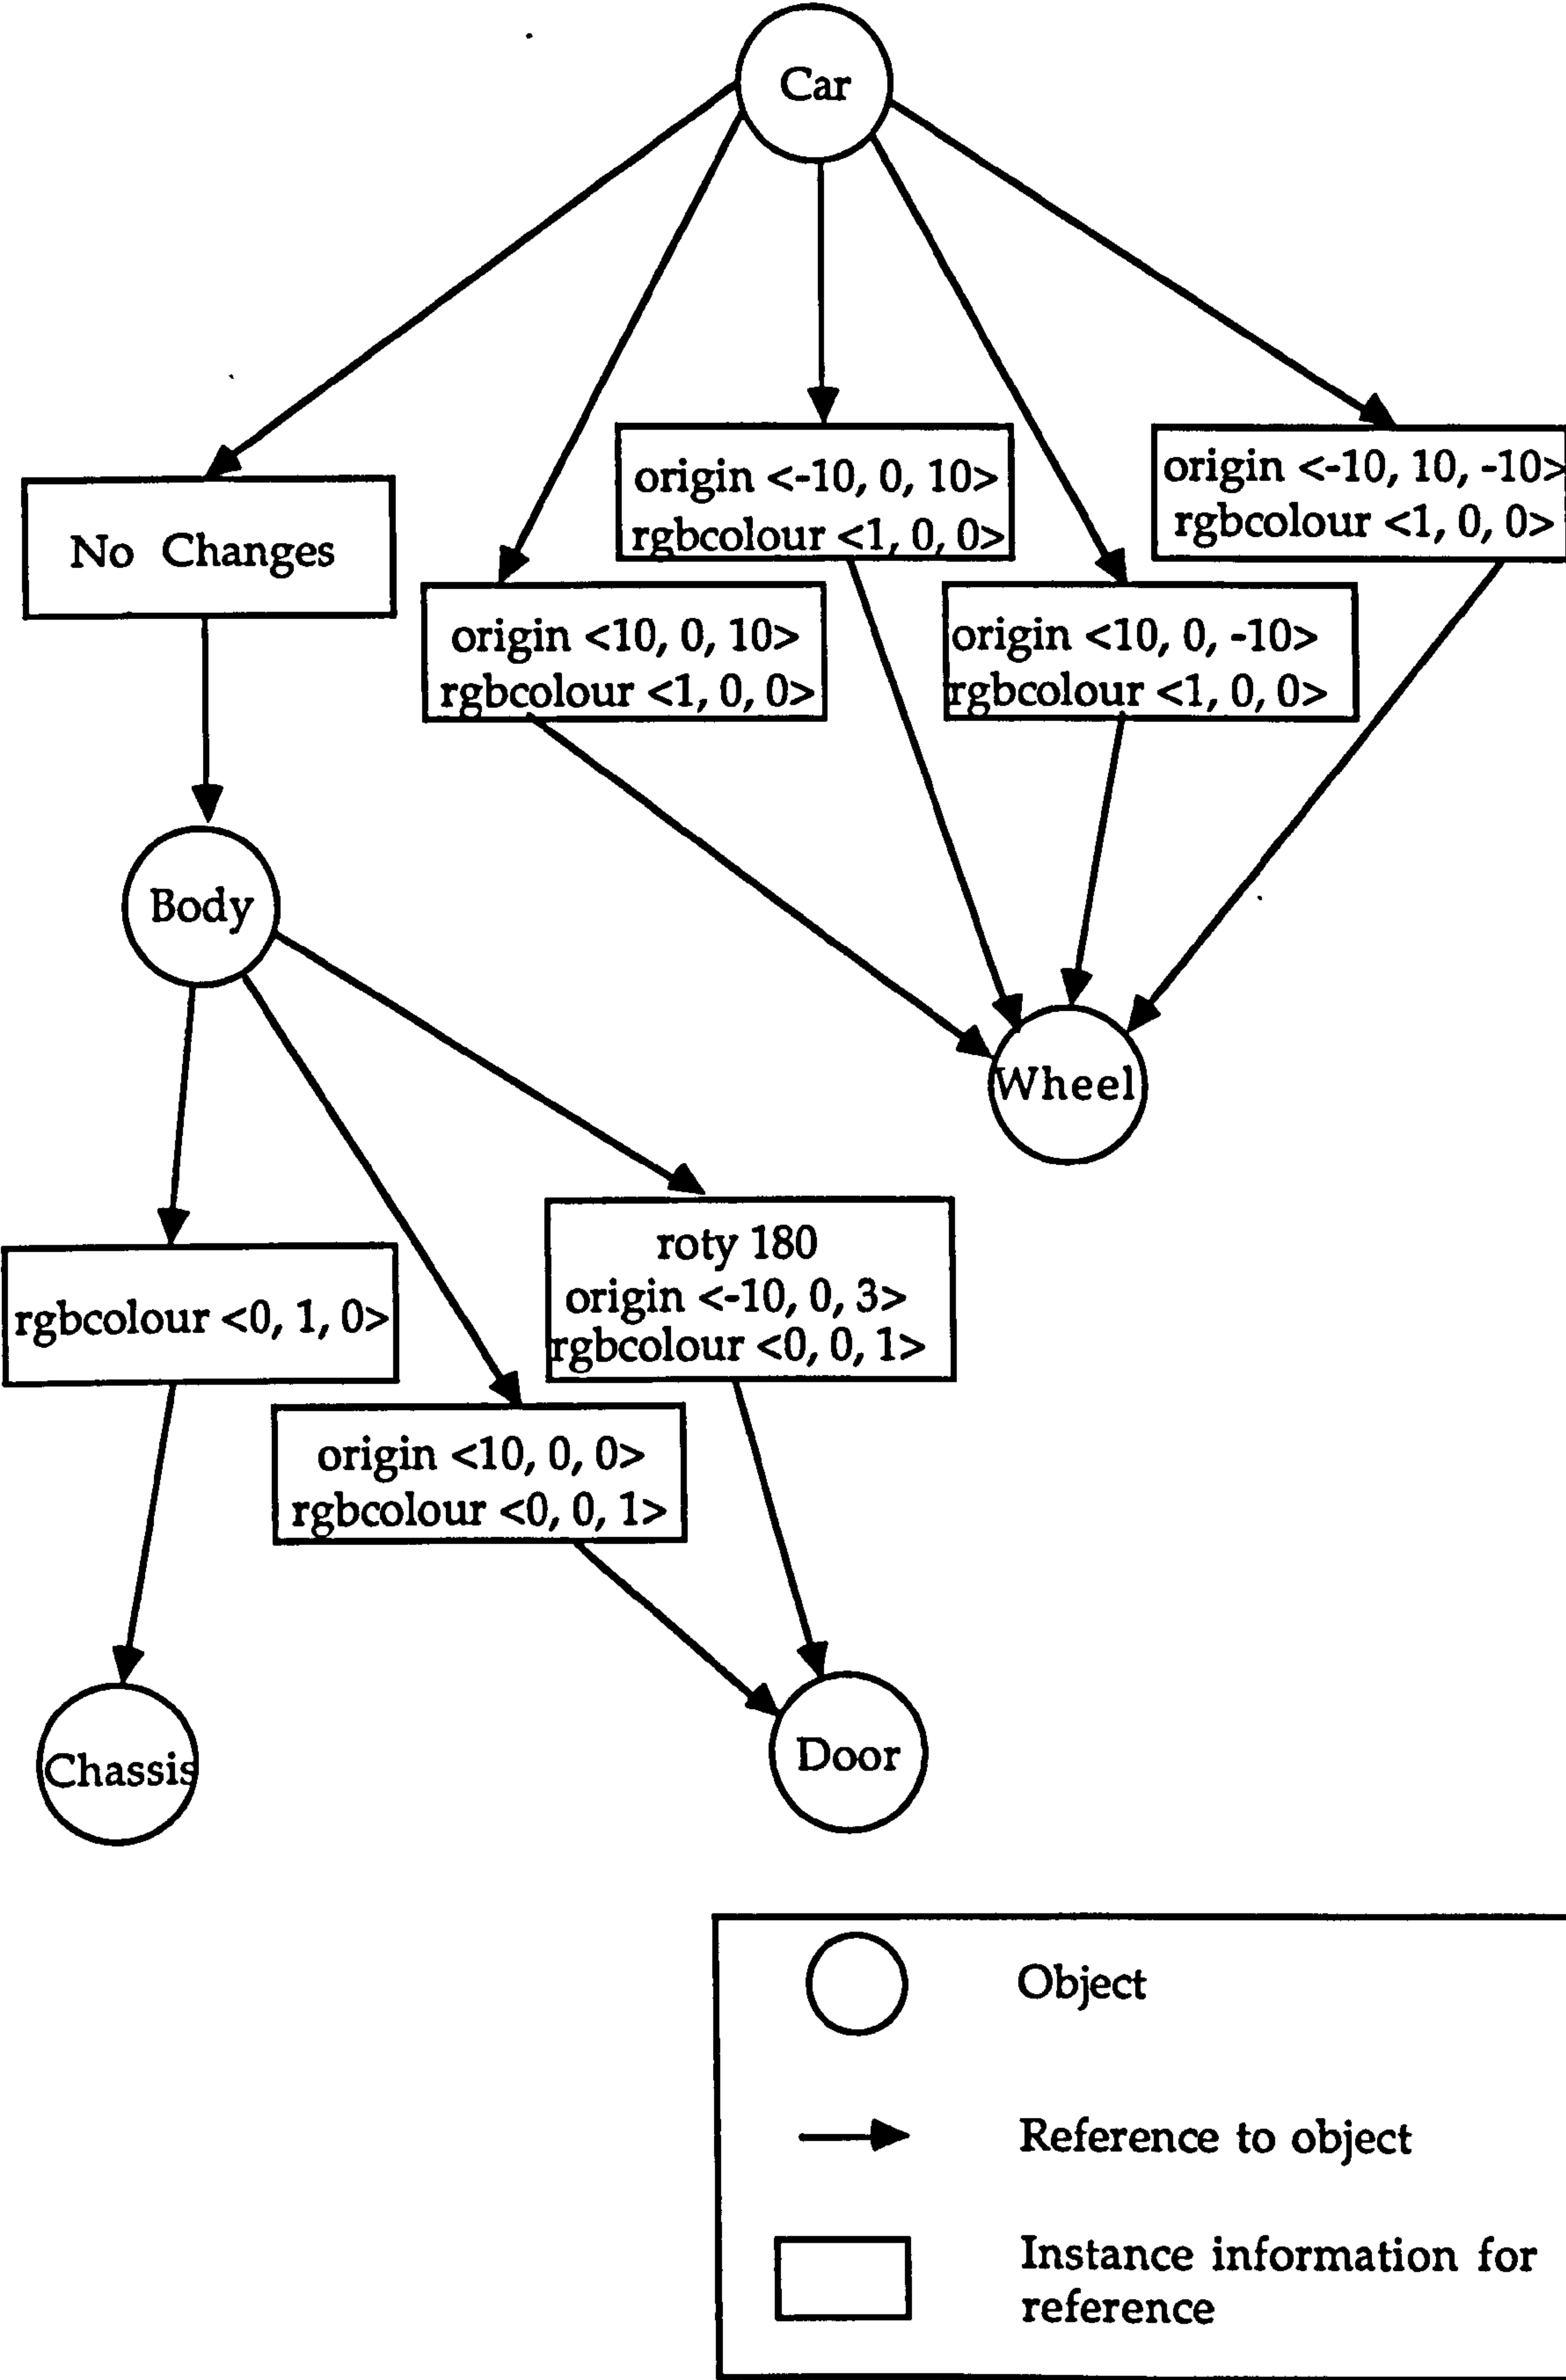 Car
origin <-10, 0, 10>
rgbcolour <1, 0, 0>
origin <-10, 10, -10>
rgbcolour <1, 0, 0>
No Changes
origin <10, 0, 10>
rgbcolour <1, 0, 0>
origin <10, 0, -10>
rgbcolour <1, 0, 0>
Body
Wheel
roty 180
origin <-10, 0, 3>
rgbcolour <0, 0, 1>
rgbcolour <0, 1, 0>
origin <10, 0, 0>
rgbcolour <0, 0, 1>
Chassis
Door
Object
Reference to object
Instance information for
reference